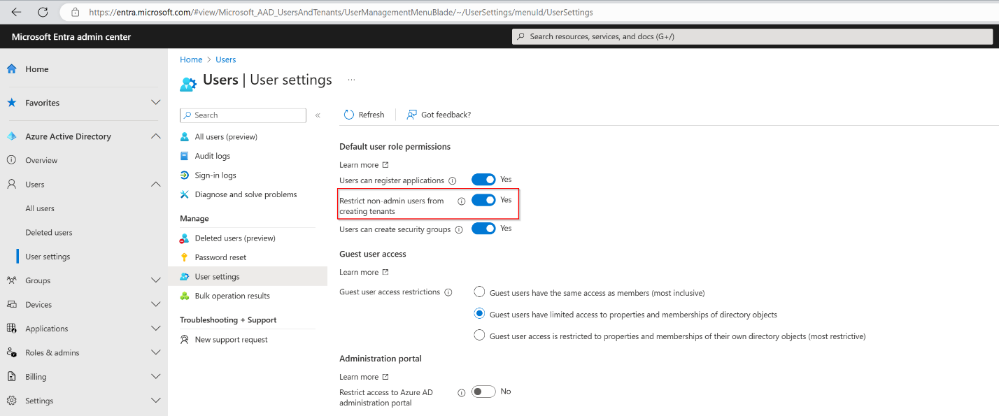 https://entra.microsoft.com/#view/Microsoft_AAD_UsersAndTenants/UserManagementMenuBlade/~/UserSettings/menuId/UserSettings
Microsoft Entra admin center
Search resources, services, and docs (G+/)
Home
Favorites
Azure Active Directory
Overview
Users
All users
Deleted users
User settings
Groups
Devices
Applications
Roles & admins
Billing
Settings
Home > Users
Users | User settings ...
Search «
All users (preview)
Audit logs
Sign-in logs
Diagnose and solve problems
Manage
Deleted users (preview)
Password reset
User settings
Bulk operation results
Troubleshooting + Support
New support request
Refresh Got feedback?
Default user role permissions
Learn more
Users can register applications Yes
Restrict non-admin users from Yes
creating tenants
Users can create security groups Yes
Guest user access
Learn more
Guest user access restrictions
Guest users have the same access as members (most inclusive)
Guest users have limited access to properties and memberships of directory objects
Guest user access is restricted to properties and memberships of their own directory objects (most restrictive)
Administration portal
Learn more
Restrict access to Azure AD No
administration portal